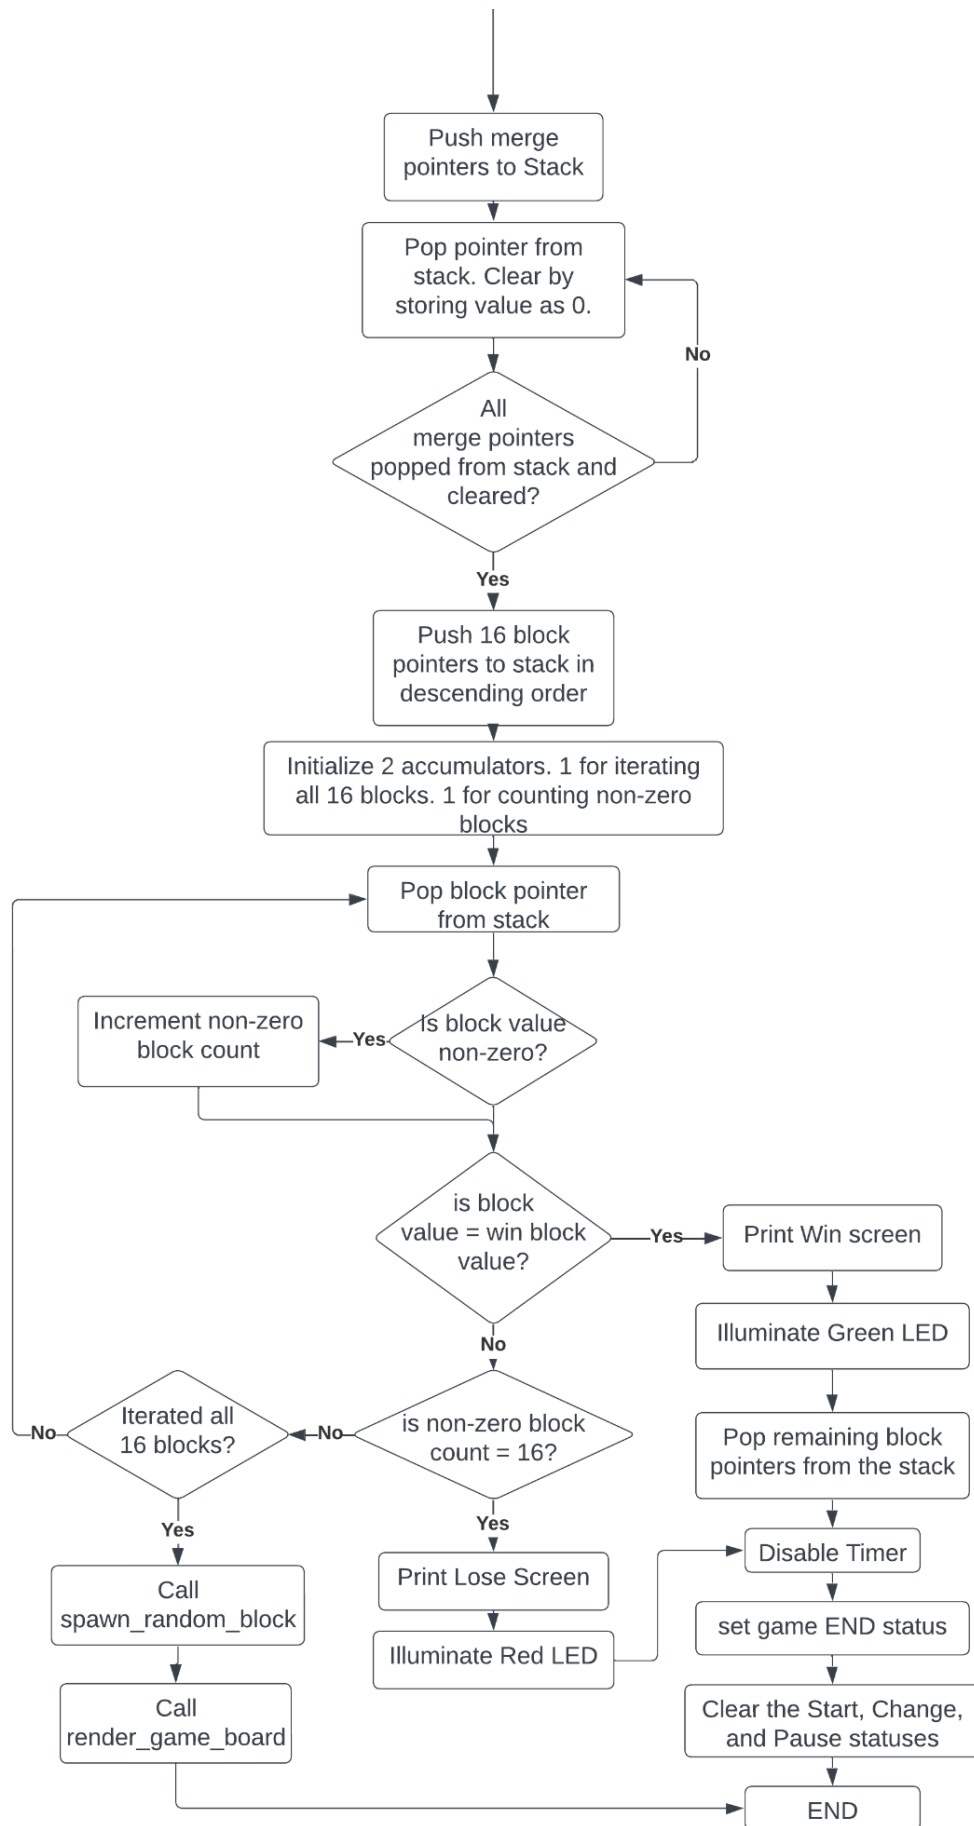 Push merge
pointers to Stack
Pop pointer from
stack. Clear by
storing value as 0.
No
All
merge pointers
popped from stack and
cleared?
Yes
Push 16 block
pointers to stack in
descending order
Initialize 2 accumulators. 1 for iterating
all 16 blocks. 1 for counting non-zero
blocks
Pop block pointer
from stack
Is block value
non-zero?
Yes
Increment non-zero
block count
is block
value = win block
value?
Yes
Print Win screen
Illuminate Green LED
Pop remaining block
pointers from the stack
No
is non-zero block
count = 16?
No
Iterated all
16 blocks?
No
Yes
Call
spawn_random_block
Call
render_game_board
Yes
Print Lose Screen
Illuminate Red LED
Disable Timer
set game END status
Clear the Start, Change,
and Pause statuses
END